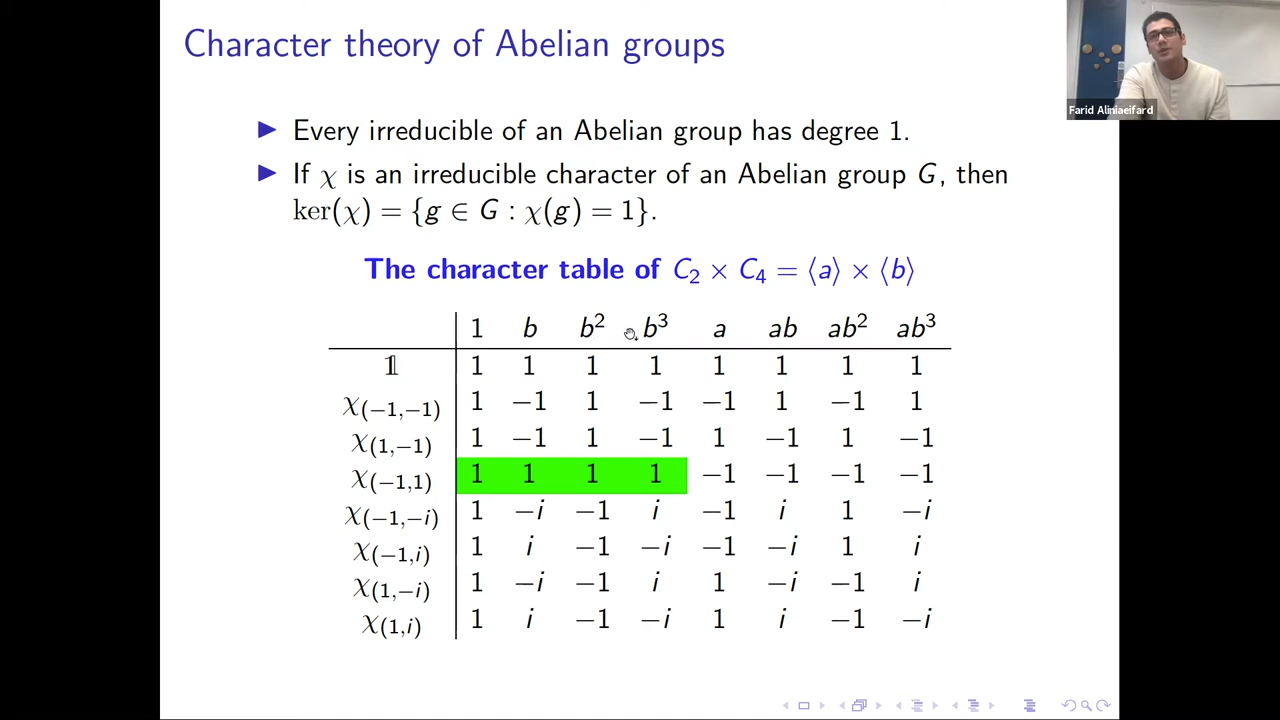 Character theory of Abelian groups
Farid Aliniaeifard
▶ Every irreducible of an Abelian group has degree 1.
▶ If χ is an irreducible character of an Abelian group G, then
ker(χ) = {g ∈ G : χ(g) = 1}.
The character table of C₂ × C₄ = ⟨a⟩ × ⟨b⟩
1 b b² b³ a ab ab² ab³
𝟙 1 1 1 1 1 1 1 1
χ(−1,−1) 1 −1 1 −1 −1 1 −1 1
χ(1,−1) 1 −1 1 −1 1 −1 1 −1
χ(−1,1) 1 1 1 1 −1 −1 −1 −1
χ(−1,−i) 1 −i −1 i −1 i 1 −i
χ(−1,i) 1 i −1 −i −1 −i 1 i
χ(1,−i) 1 −i −1 i 1 −i −1 i
χ(1,i) 1 i −1 −i 1 i −1 −i